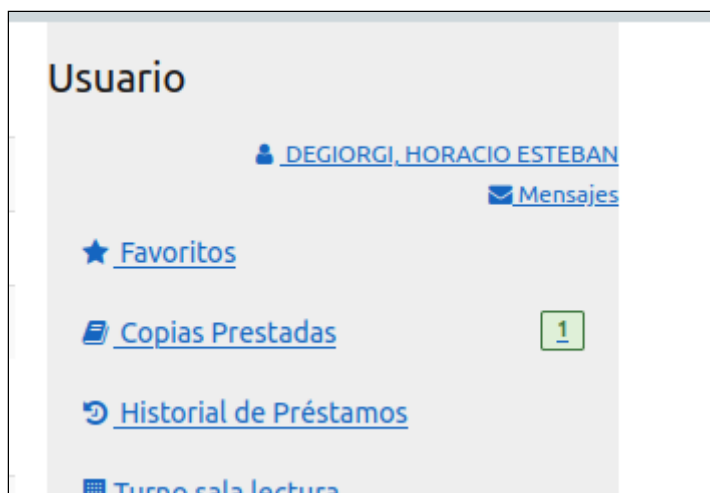 Usuario
DEGIORGI, HORACIO ESTEBAN
Mensajes
Favoritos
Copias Prestadas 1
Historial de Préstamos
Turno sala lectura